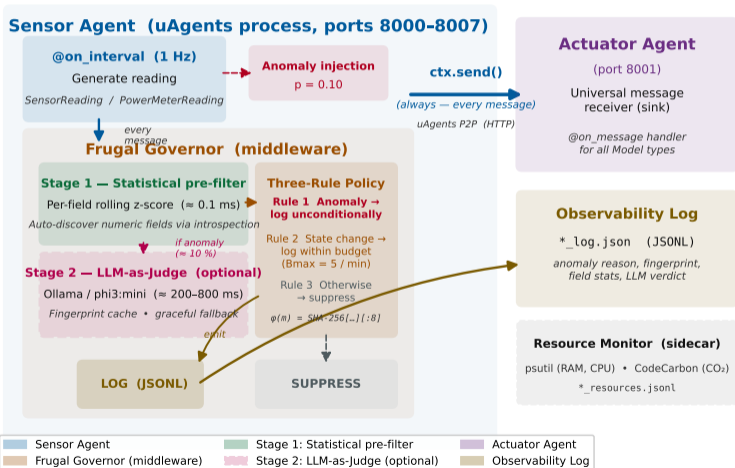 Sensor Agent (uAgents process, ports 8000–8007)
@on_interval (1 Hz)
Generate reading
SensorReading / PowerMeterReading
Anomaly injection
p = 0.10
ctx.send()
(always — every message)
uAgents P2P (HTTP)
Actuator Agent
(port 8001)
Universal message
receiver (sink)
@on_message handler
for all Model types
every
message
Frugal Governor (middleware)
Stage 1 — Statistical pre-filter
Per-field rolling z-score (≈ 0.1 ms)
Auto-discover numeric fields via introspection
if anomaly
(≈ 10 %)
Stage 2 — LLM-as-Judge (optional)
Ollama / phi3:mini (≈ 200–800 ms)
Fingerprint cache • graceful fallback
Three-Rule Policy
Rule 1 Anomaly →
log unconditionally
Rule 2 State change →
log within budget
(Bmax = 5 / min)
Rule 3 Otherwise
→ suppress
φ(m) = SHA-256[…][:8]
emit
LOG (JSONL)
SUPPRESS
Observability Log
*_log.json (JSONL)
anomaly reason, fingerprint,
field stats, LLM verdict
Resource Monitor (sidecar)
psutil (RAM, CPU) • CodeCarbon (CO₂)
*_resources.jsonl
Sensor Agent
Frugal Governor (middleware)
Stage 1: Statistical pre-filter
Stage 2: LLM-as-Judge (optional)
Actuator Agent
Observability Log